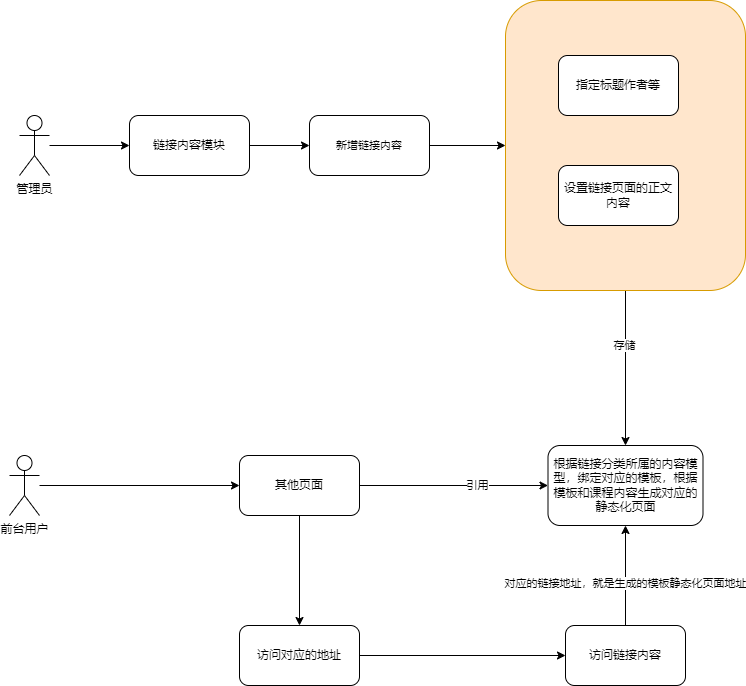 指定标题作者等
链接内容模块
新增链接内容
管理员
设置链接页面的正文
内容
存储
根据链接分类所属的内容模
型，绑定对应的模板，根据
模板和课程内容生成对应的
静态化页面
其他页面
引用
前台用户
对应的链接地址，就是生成的模板静态化页面地址
访问对应的地址
访问链接内容